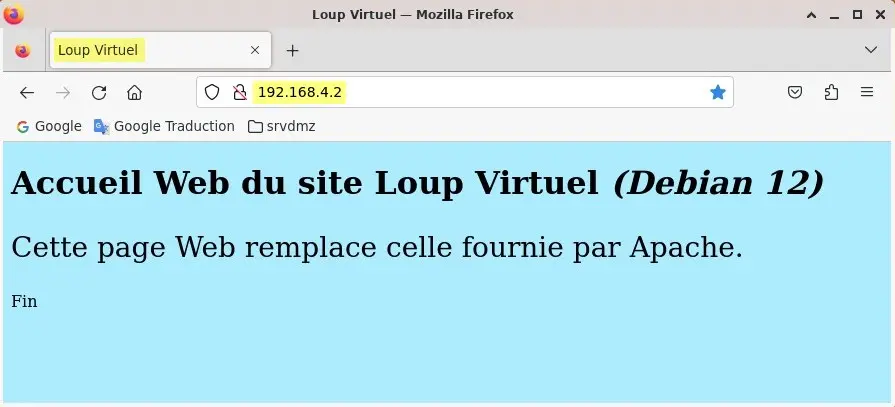 Loup Virtuel — Mozilla Firefox
Loup Virtuel
192.168.4.2
Google Google Traduction srvdmz
Accueil Web du site Loup Virtuel (Debian 12)
Cette page Web remplace celle fournie par Apache.
Fin